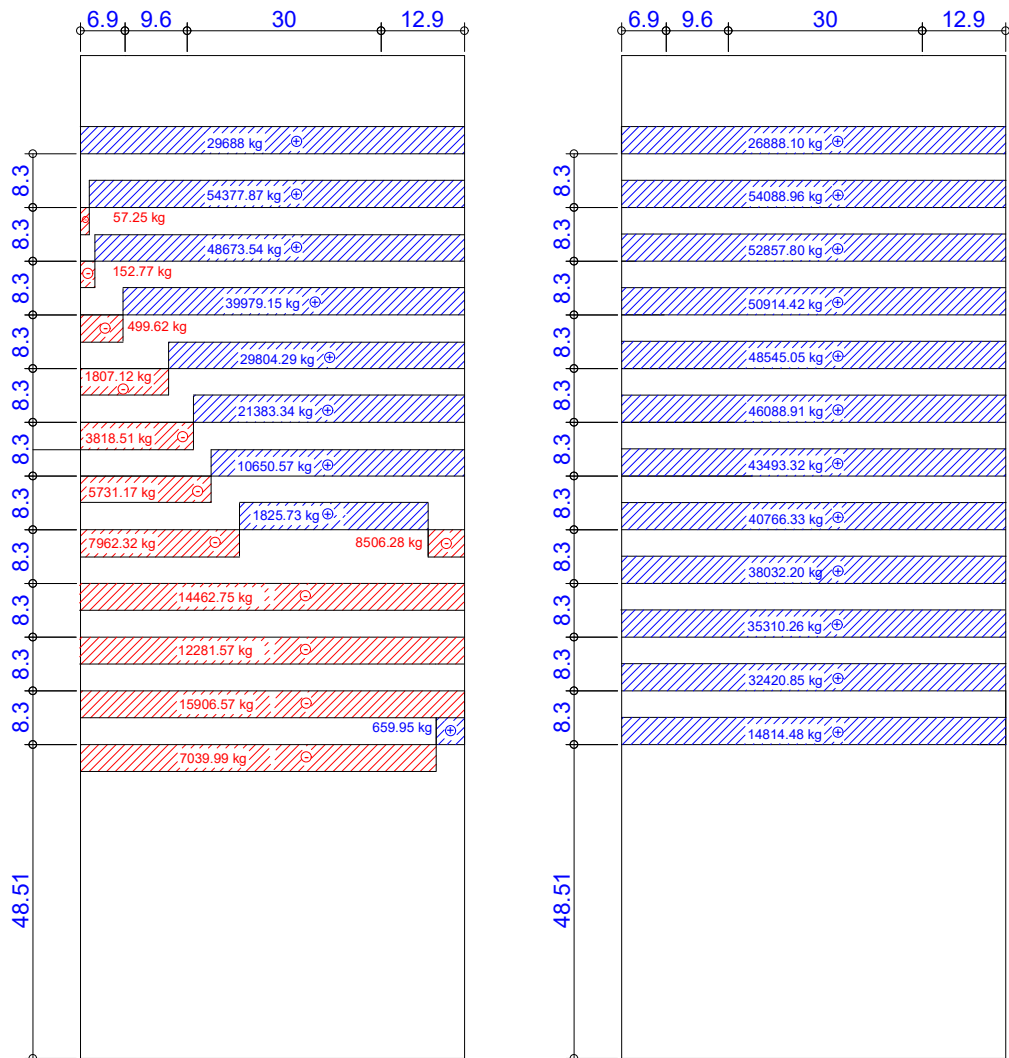 6.9 9.6 30 12.9
29688 kg +
8.3
54377.87 kg +
- 57.25 kg
8.3
48673.54 kg +
- 152.77 kg
8.3
39979.15 kg +
- 499.62 kg
8.3
29804.29 kg +
1807.12 kg -
8.3
21383.34 kg +
3818.51 kg -
8.3
10650.57 kg +
5731.17 kg -
8.3
1825.73 kg +
7962.32 kg - 8506.28 kg -
8.3
14462.75 kg -
8.3
12281.57 kg -
8.3
15906.57 kg -
8.3
659.95 kg +
7039.99 kg -
48.51
6.9 9.6 30 12.9
26888.10 kg +
8.3
54088.96 kg +
8.3
52857.80 kg +
8.3
50914.42 kg +
8.3
48545.05 kg +
8.3
46088.91 kg +
8.3
43493.32 kg +
8.3
40766.33 kg +
8.3
38032.20 kg +
8.3
35310.26 kg +
8.3
32420.85 kg +
8.3
14814.48 kg +
48.51